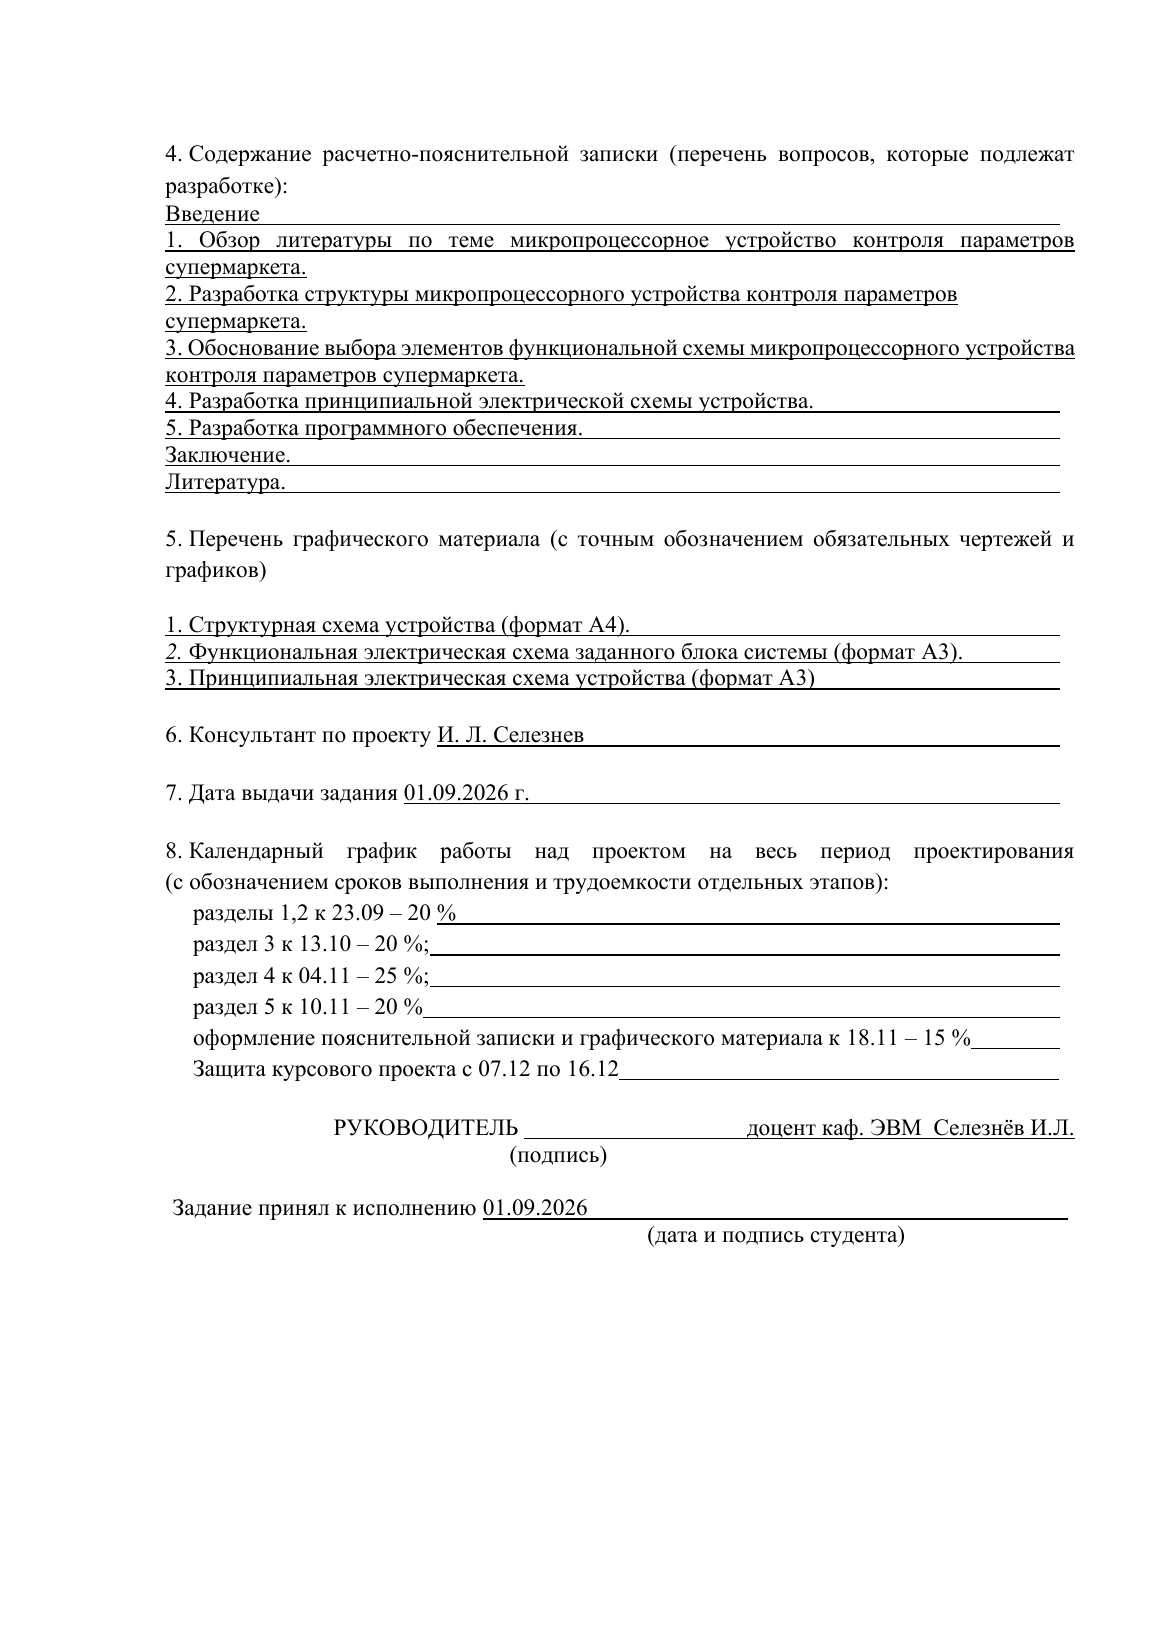 4. Содержание расчетно-пояснительной записки (перечень вопросов, которые подлежат
разработке):
Введение
1. Обзор литературы по теме микропроцессорное устройство контроля параметров
супермаркета.
2. Разработка структуры микропроцессорного устройства контроля параметров
супермаркета.
3. Обоснование выбора элементов функциональной схемы микропроцессорного устройства
контроля параметров супермаркета.
4. Разработка принципиальной электрической схемы устройства.
5. Разработка программного обеспечения.
Заключение.
Литература.
5. Перечень графического материала (с точным обозначением обязательных чертежей и
графиков)
1. Структурная схема устройства (формат А4).
2. Функциональная электрическая схема заданного блока системы (формат А3).
3. Принципиальная электрическая схема устройства (формат А3)
6. Консультант по проекту И. Л. Селезнев
7. Дата выдачи задания 01.09.2026 г.
8. Календарный график работы над проектом на весь период проектирования
(с обозначением сроков выполнения и трудоемкости отдельных этапов):
разделы 1,2 к 23.09 – 20 %
раздел 3 к 13.10 – 20 %;
раздел 4 к 04.11 – 25 %;
раздел 5 к 10.11 – 20 %
оформление пояснительной записки и графического материала к 18.11 – 15 %
Защита курсового проекта с 07.12 по 16.12
РУКОВОДИТЕЛЬ доцент каф. ЭВМ Селезнёв И.Л.
(подпись)
Задание принял к исполнению 01.09.2026
(дата и подпись студента)